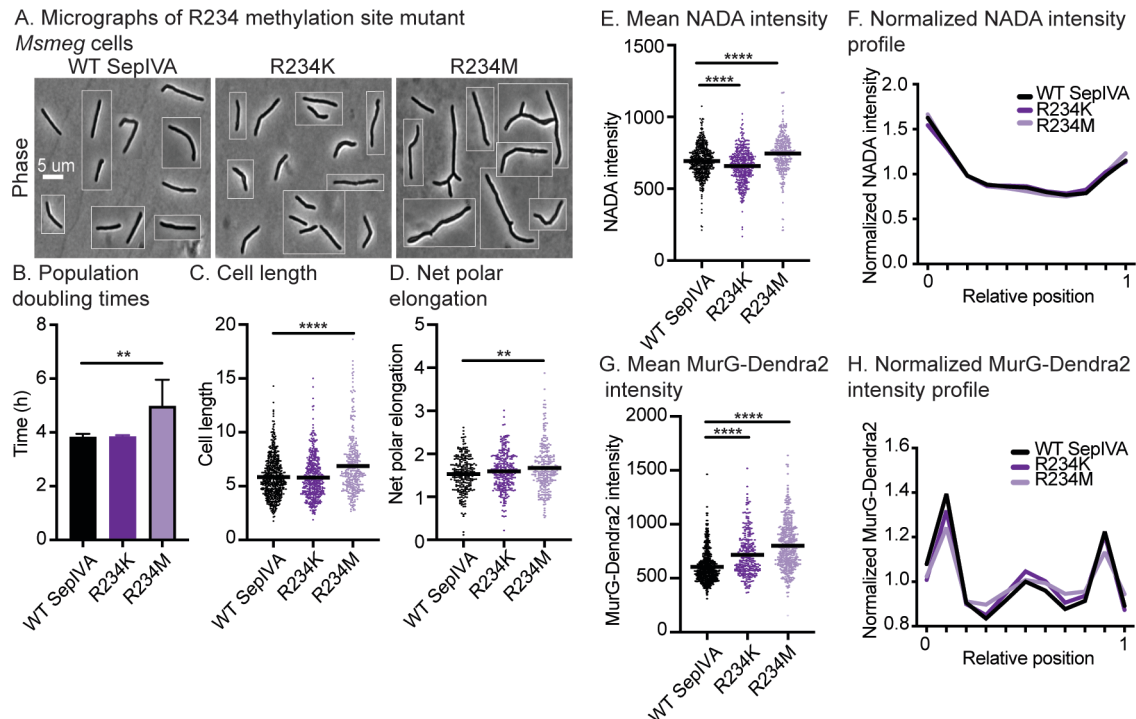 A. Micrographs of R234 methylation site mutant
Msmeg cells
WT SepIVA
R234K
R234M
Phase
5 um
B. Population
doubling times
Time (h)
8
6
4
2
0
**
WT SepIVA
R234K
R234M
C. Cell length
Cell length
20
15
10
5
0
****
WT SepIVA
R234K
R234M
D. Net polar
elongation
Net polar elongation
5
4
3
2
1
0
**
WT SepIVA
R234K
R234M
E. Mean NADA intensity
NADA intensity
1500
1000
500
0
****
****
WT SepIVA
R234K
R234M
F. Normalized NADA intensity
profile
Normalized NADA intensity
2.0
1.5
1.0
0.5
0.0
WT SepIVA
R234K
R234M
0
1
Relative position
G. Mean MurG-Dendra2
intensity
MurG-Dendra2 intensity
2000
1500
1000
500
0
****
****
WT SepIVA
R234K
R234M
H. Normalized MurG-Dendra2
intensity profile
Normalized MurG-Dendra2
1.6
1.4
1.2
1.0
0.8
WT SepIVA
R234K
R234M
0
1
Relative position